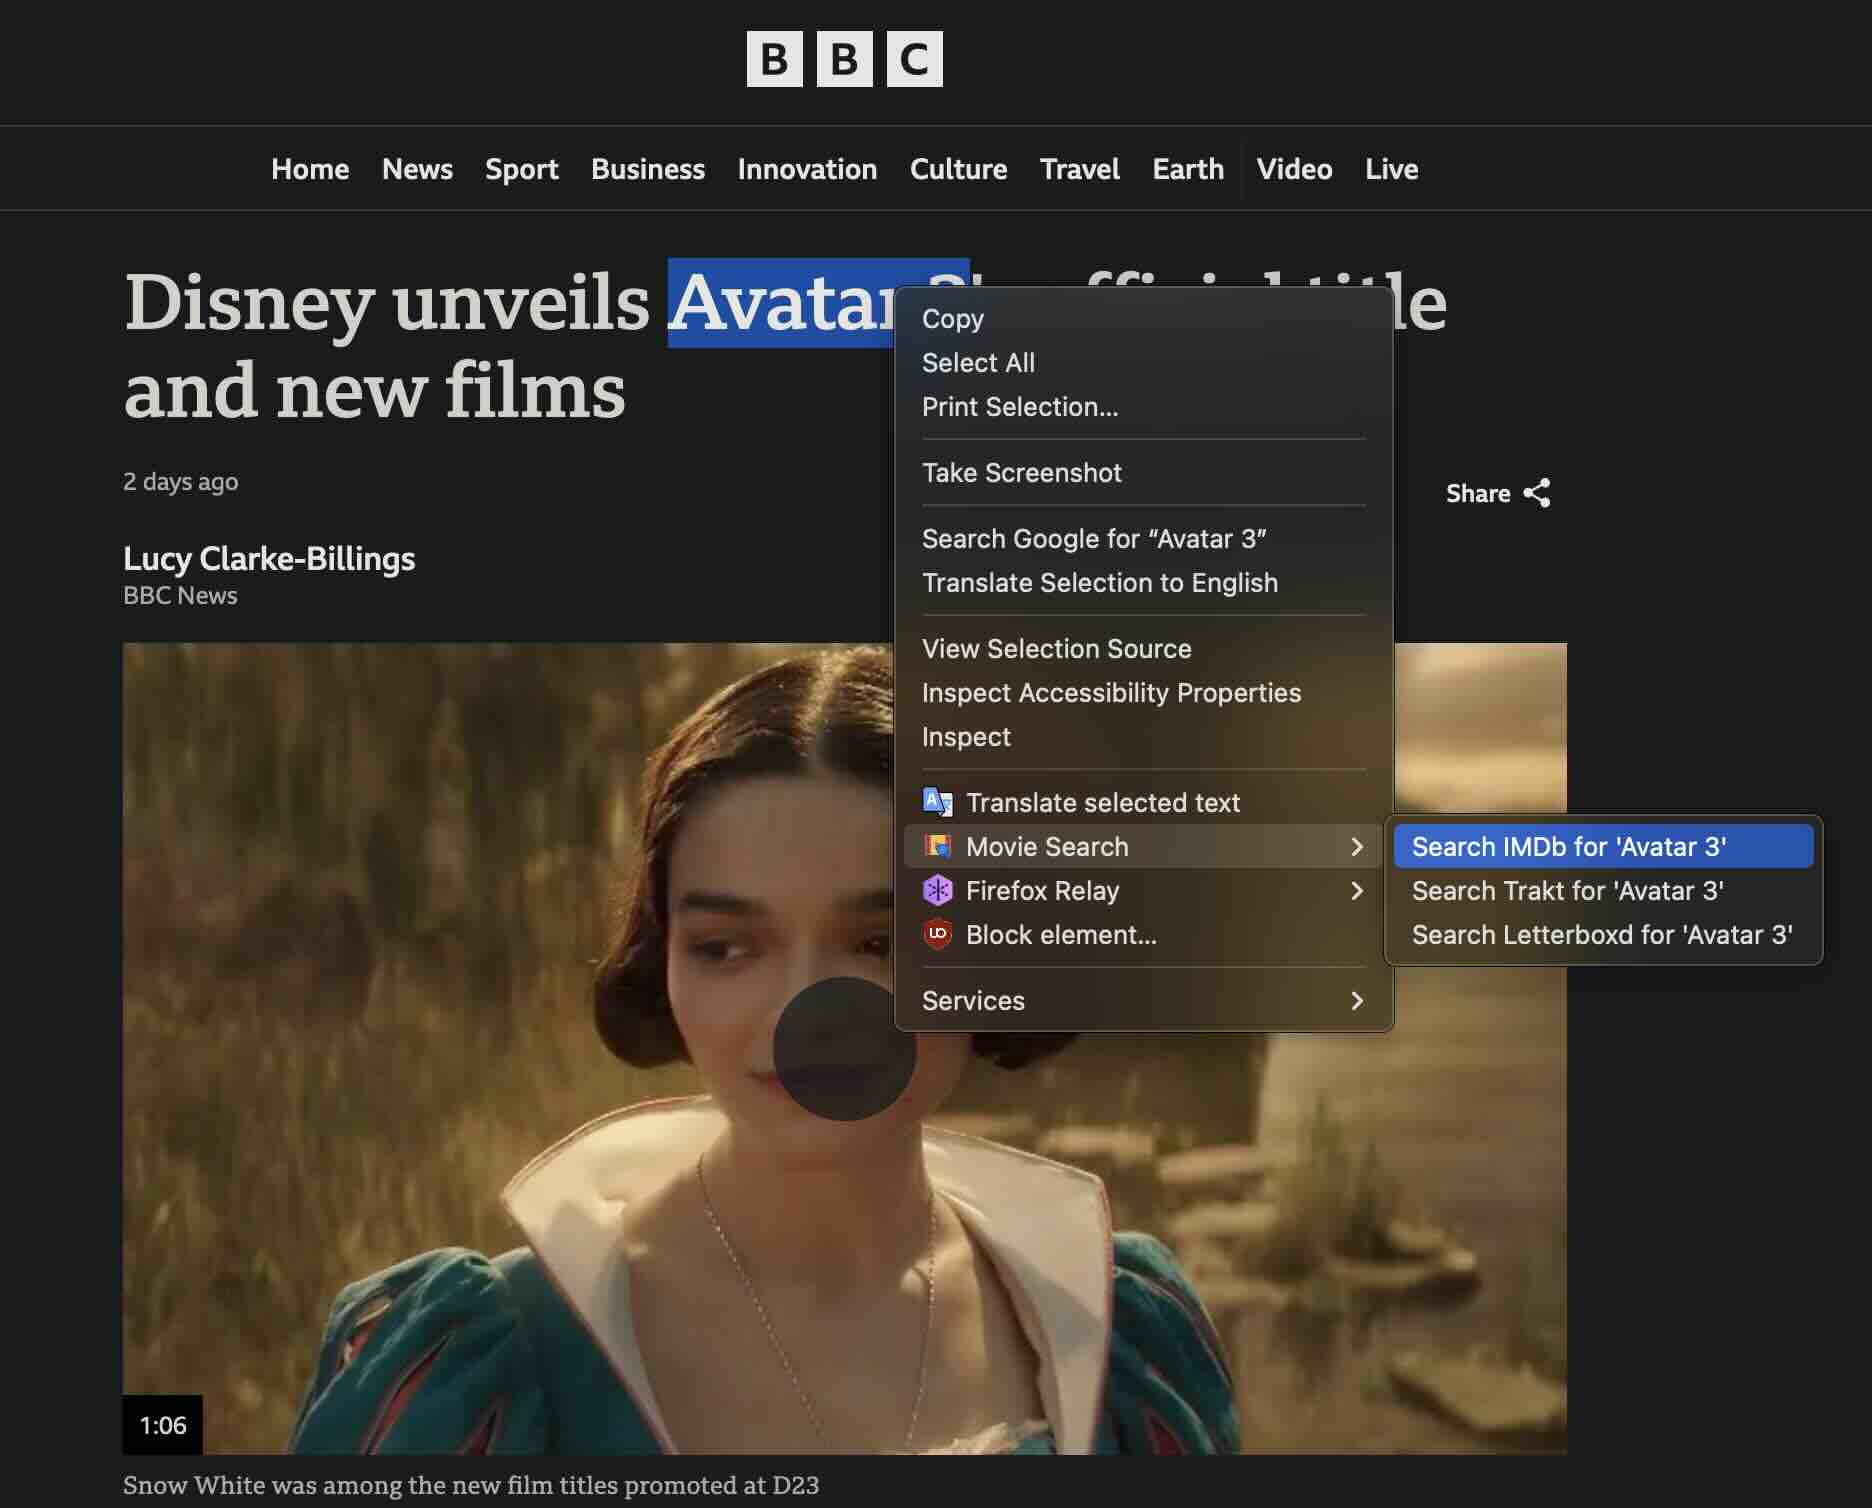 BBC
Home News Sport Business Innovation Culture Travel Earth Video Live
Disney unveils Avatar
and new films
2 days ago
Share
Lucy Clarke-Billings
BBC News
Copy
Select All
Print Selection...
Take Screenshot
Search Google for “Avatar 3”
Translate Selection to English
View Selection Source
Inspect Accessibility Properties
Inspect
Translate selected text
Movie Search
Firefox Relay
Block element...
Services
Search IMDb for 'Avatar 3'
Search Trakt for 'Avatar 3'
Search Letterboxd for 'Avatar 3'
1:06
Snow White was among the new film titles promoted at D23